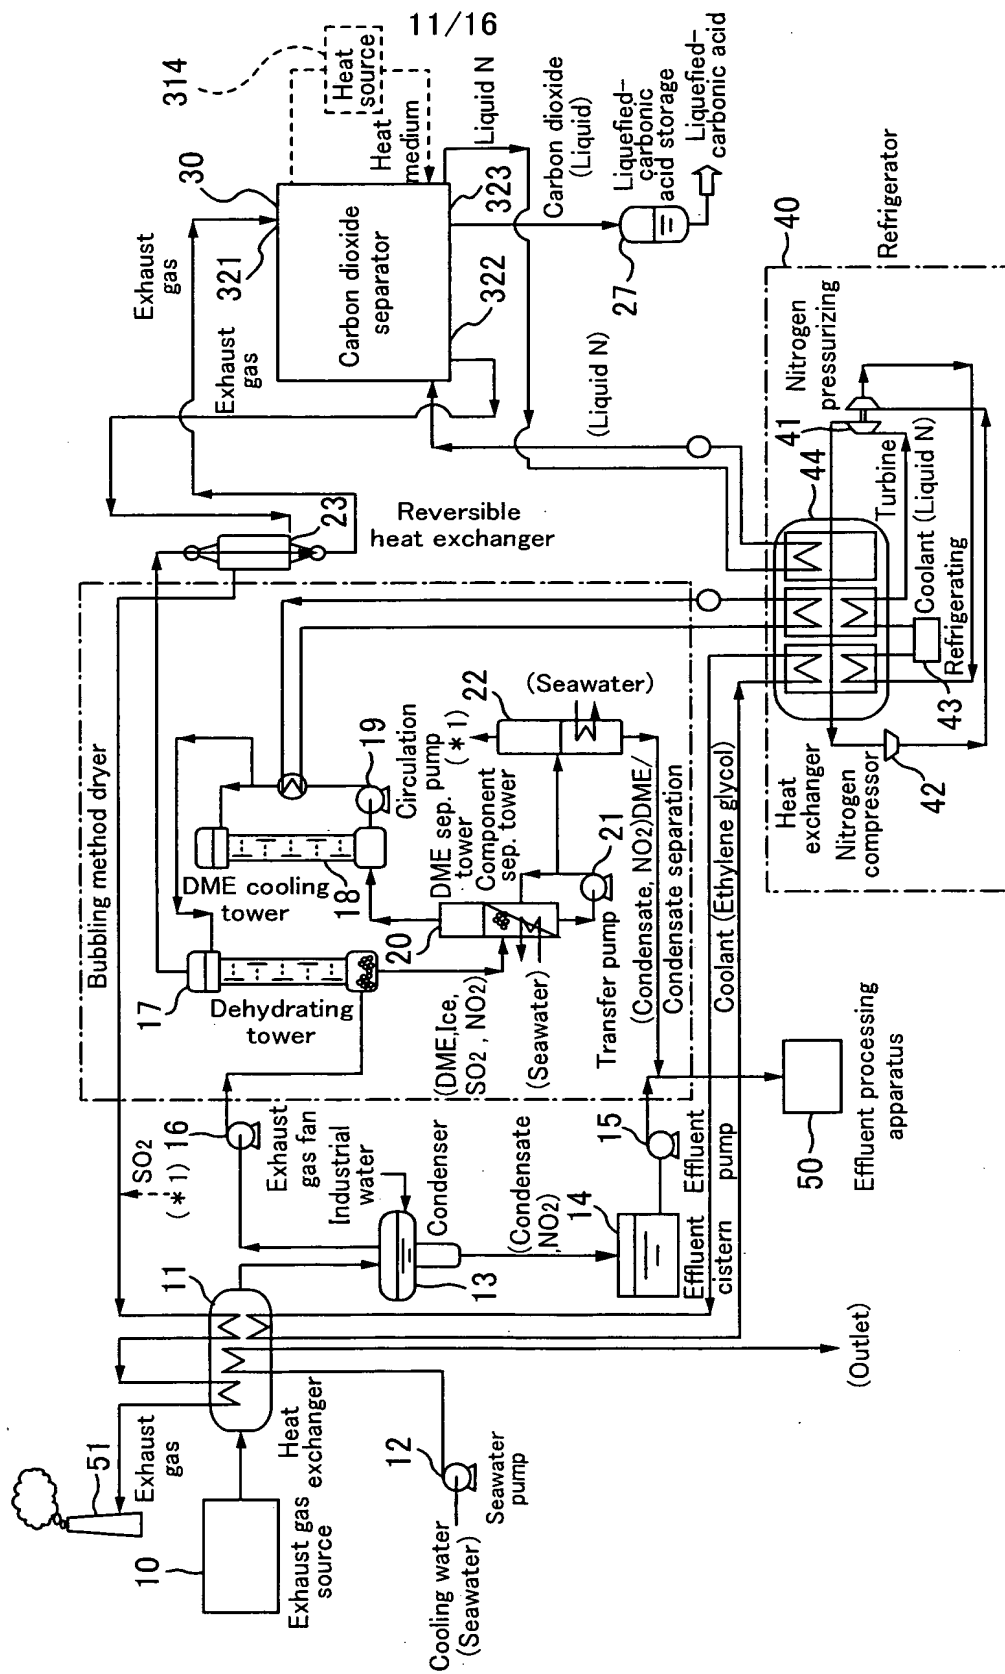 11/16
314
Heat
source
Heat
medium
Liquid N
30
321
Exhaust
gas
Carbon dioxide
separator
323
322
Exhaust
gas
Carbon dioxide
(Liquid)
Liquefied-
carbonic
acid storage
27
Liquefied-
carbonic acid
(Liquid N)
23
Reversible
heat exchanger
Bubbling method dryer
17
Dehydrating
tower
DME cooling
tower
18
19
Circulation
pump
DME sep.
tower
Component
sep. tower
20
(DME,Ice,
SO2 , NO2)
(Seawater)
21
Transfer pump
22
(Seawater)
(*1)
(Condensate, NO2)DME/
Condensate separation
40
Refrigerator
Nitrogen
pressurizing
41
44
Turbine
Coolant (Liquid N)
Refrigerating
43
42
Heat
exchanger
Nitrogen
compressor
Coolant (Ethylene glycol)
SO2
(*1)
16
Exhaust
gas fan
Industrial
water
Condenser
13
(Condensate
,NO2)
14
Effluent
cistern
15
Effluent
pump
50
Effluent processing
apparatus
11
Heat
exchanger
Exhaust
gas
51
10
Exhaust gas
source
12
Seawater
pump
Cooling water
(Seawater)
(Outlet)